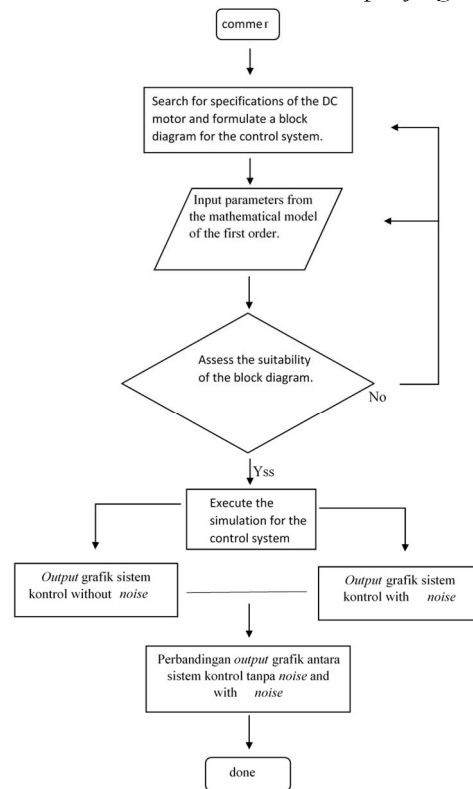 commer
Search for specifications of the DC
motor and formulate a block
diagram for the control system.
Input parameters from
the mathematical model
of the first order.
Assess the suitability
of the block diagram.
No
Yss
Execute the
simulation for the
control system
Output grafik sistem
kontrol without noise
Output grafik sistem
kontrol with noise
Perbandingan output grafik antara
sistem kontrol tanpa noise and
with noise
done